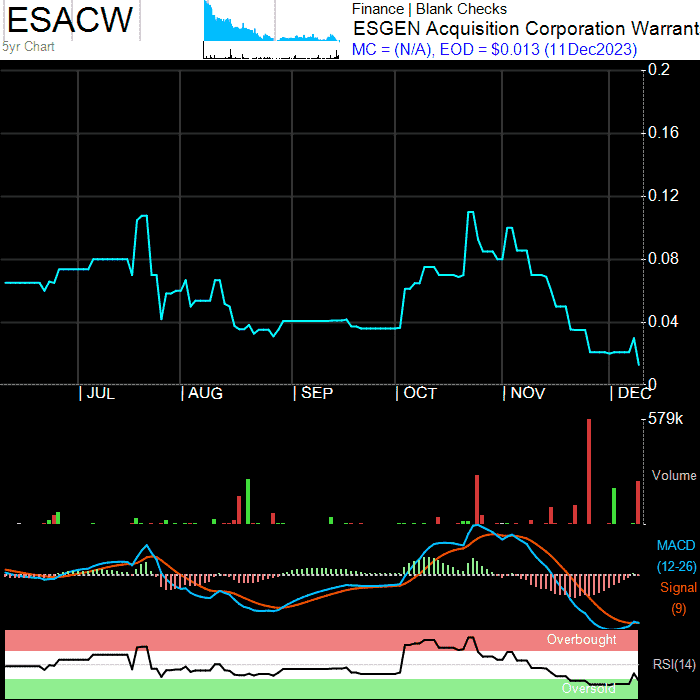 ESACW
5yr Chart
Finance | Blank Checks
ESGEN Acquisition Corporation Warrant
MC = (N/A), EOD = $0.013 (11Dec2023)
0.2
0.16
0.12
0.08
0.04
0
| JUL | AUG | SEP | OCT | NOV | DEC
579k
Volume
MACD
(12-26)
Signal
(9)
Overbought
RSI(14)
Oversold